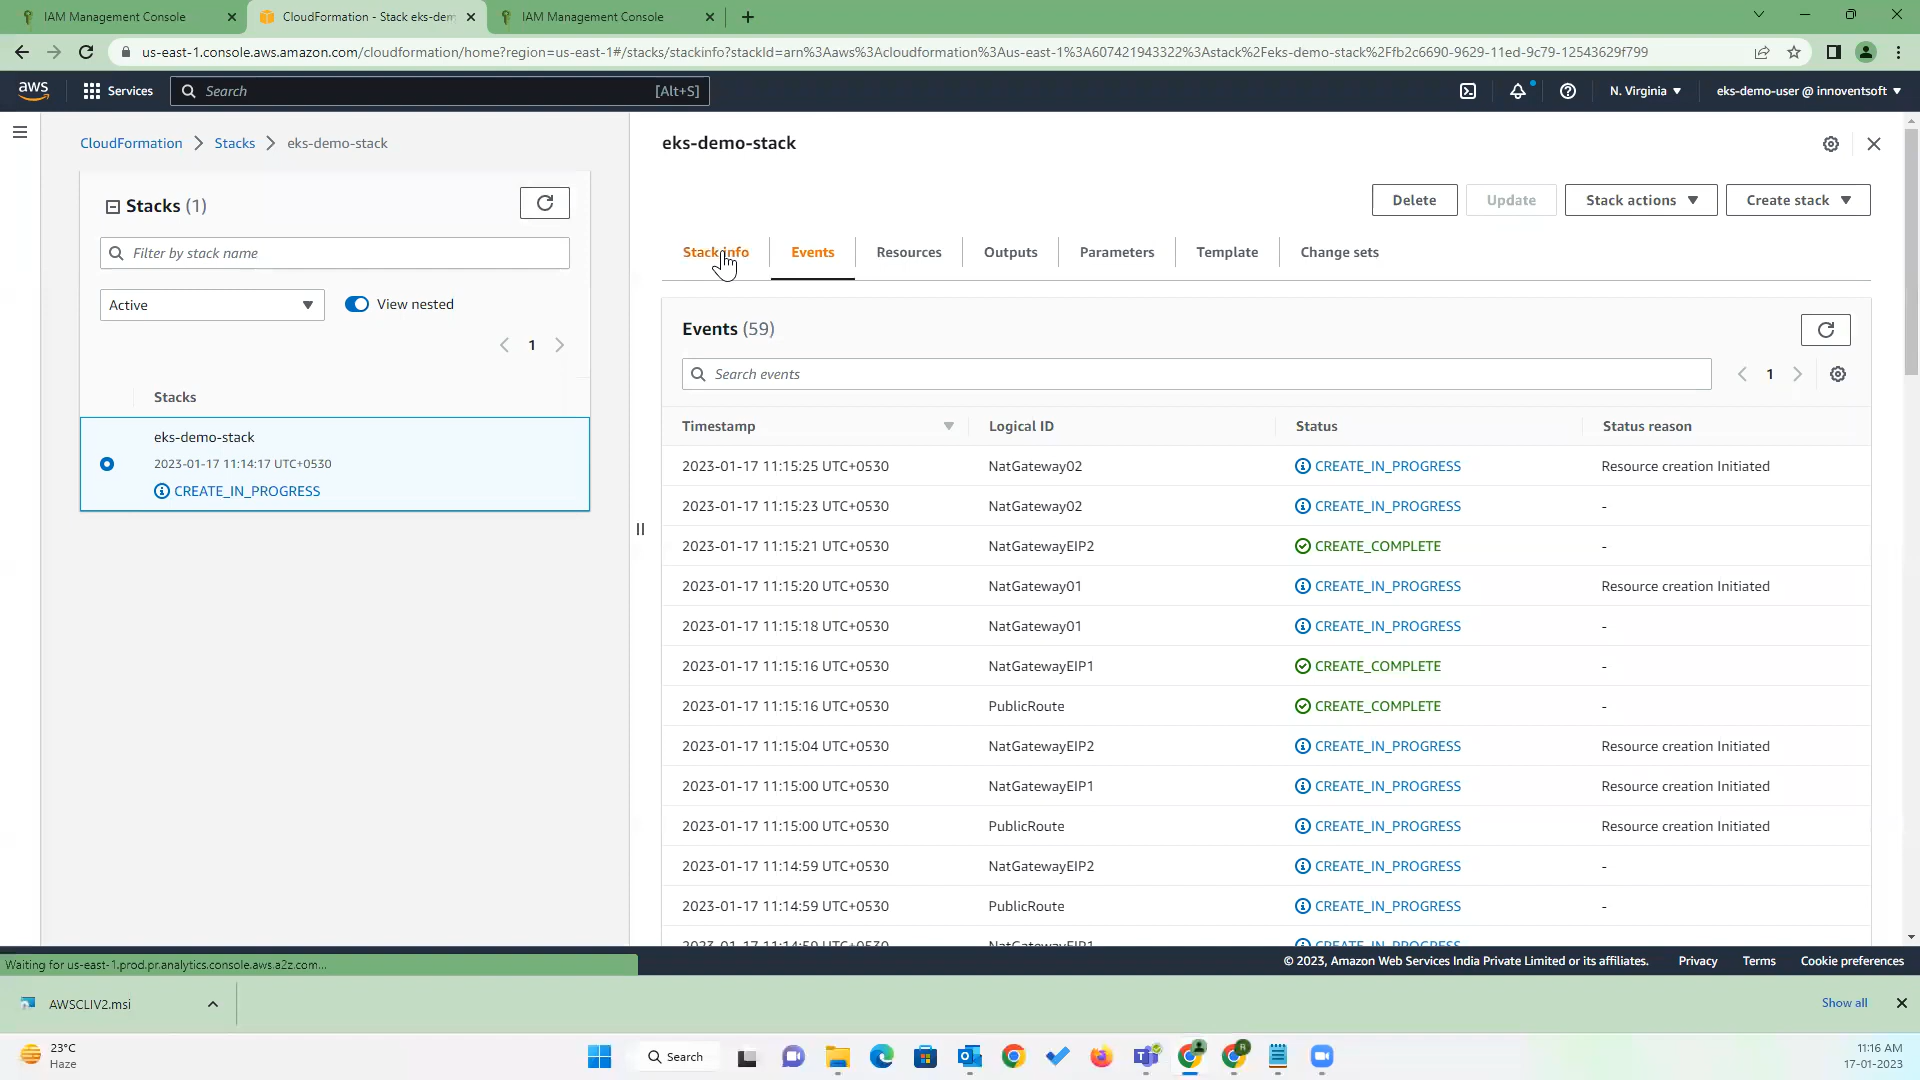 IAM Management Console
CloudFormation - Stack eks-dem
IAM Management Console
us-east-1.console.aws.amazon.com/cloudformation/home?region=us-east-1#/stacks/stackinfo?stackId=arn%3Aaws%3Acloudformation%3Aus-east-1%3A607421943322%3Astack%2Feks-demo-stack%2Ffb2c6690-9629-11ed-9c79-12543629f799
aws Services Search [Alt+S] N. Virginia eks-demo-user @ innoventsoft
CloudFormation Stacks eks-demo-stack
Stacks (1)
Filter by stack name
Active View nested
1
Stacks
eks-demo-stack
2023-01-17 11:14:17 UTC+0530
CREATE_IN_PROGRESS
eks-demo-stack
Delete Update Stack actions Create stack
Stack info Events Resources Outputs Parameters Template Change sets
Events (59)
Search events 1
Timestamp Logical ID Status Status reason
2023-01-17 11:15:25 UTC+0530 NatGateway02 CREATE_IN_PROGRESS Resource creation Initiated
2023-01-17 11:15:23 UTC+0530 NatGateway02 CREATE_IN_PROGRESS -
2023-01-17 11:15:21 UTC+0530 NatGatewayEIP2 CREATE_COMPLETE -
2023-01-17 11:15:20 UTC+0530 NatGateway01 CREATE_IN_PROGRESS Resource creation Initiated
2023-01-17 11:15:18 UTC+0530 NatGateway01 CREATE_IN_PROGRESS -
2023-01-17 11:15:16 UTC+0530 NatGatewayEIP1 CREATE_COMPLETE -
2023-01-17 11:15:16 UTC+0530 PublicRoute CREATE_COMPLETE -
2023-01-17 11:15:04 UTC+0530 NatGatewayEIP2 CREATE_IN_PROGRESS Resource creation Initiated
2023-01-17 11:15:00 UTC+0530 NatGatewayEIP1 CREATE_IN_PROGRESS Resource creation Initiated
2023-01-17 11:15:00 UTC+0530 PublicRoute CREATE_IN_PROGRESS Resource creation Initiated
2023-01-17 11:14:59 UTC+0530 NatGatewayEIP2 CREATE_IN_PROGRESS -
2023-01-17 11:14:59 UTC+0530 PublicRoute CREATE_IN_PROGRESS -
2023-01-17 11:14:59 UTC+0530 NatGatewayEIP1 CREATE_IN_PROGRESS
Waiting for us-east-1.prod.pr.analytics.console.aws.a2z.com...
© 2023, Amazon Web Services India Private Limited or its affiliates. Privacy Terms Cookie preferences
AWSCLIV2.msi Show all
23°C
Haze
Search
11:16 AM
17-01-2023